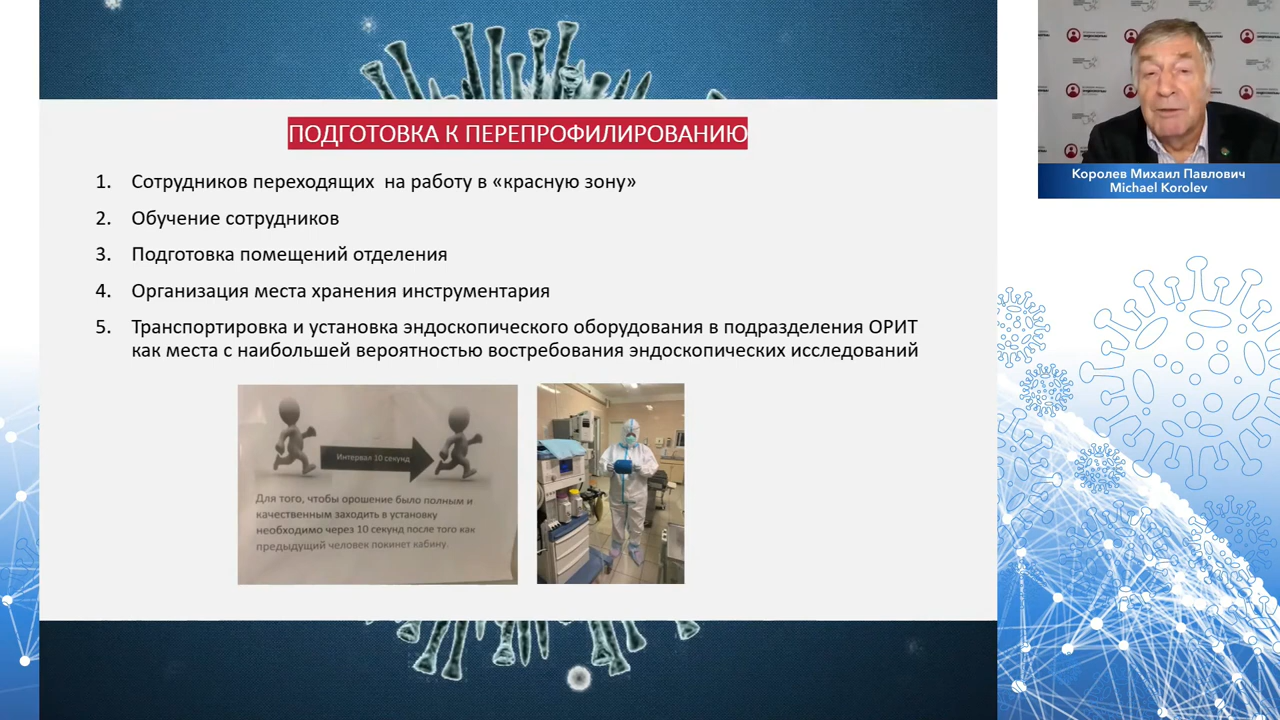 ПОДГОТОВКА К ПЕРЕПРОФИЛИРОВАНИЮ
1. Сотрудников переходящих на работу в «красную зону»
2. Обучение сотрудников
3. Подготовка помещений отделения
4. Организация места хранения инструментария
5. Транспортировка и установка эндоскопического оборудования в подразделения ОРИТ
как места с наибольшей вероятностью востребования эндоскопических исследований
Интервал 10 секунд
Для того, чтобы орошение было полным и
качественным заходить в установку
необходимо через 10 секунд после того как
предыдущий человек покинет кабину.
Королев Михаил Павлович
Michael Korolev